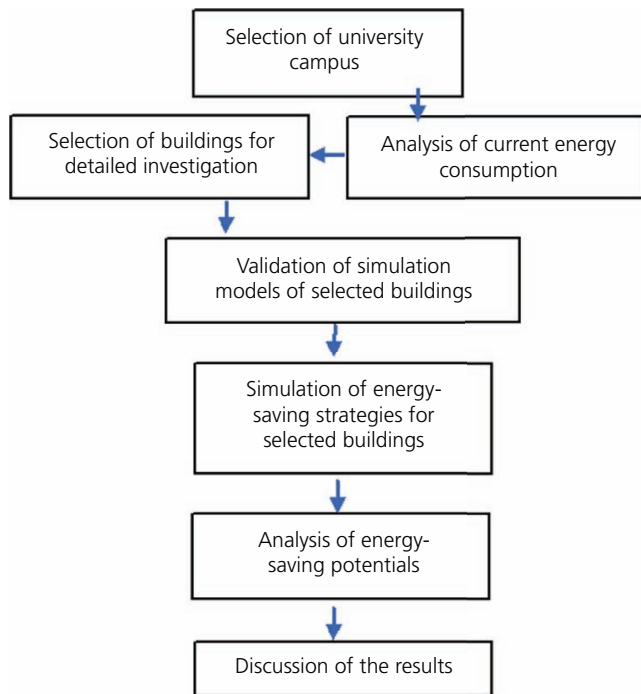 Selection of university
campus
Analysis of current energy
consumption
Selection of buildings for
detailed investigation
Validation of simulation
models of selected buildings
Simulation of energy-
saving strategies for
selected buildings
Analysis of energy-
saving potentials
Discussion of the results